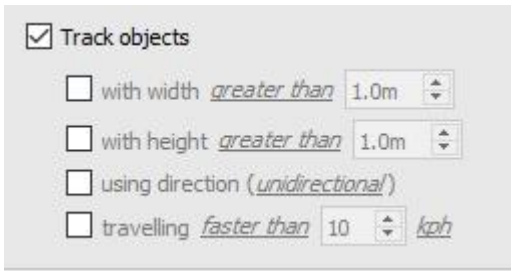 Track objects
with width greater than 1.0m
with height greater than 1.0m
using direction (unidirectional)
travelling faster than 10 kph